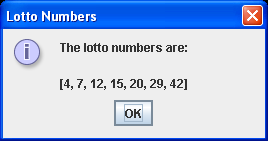 Lotto Numbers
The lotto numbers are:
[4, 7, 12, 15, 20, 29, 42]
OK